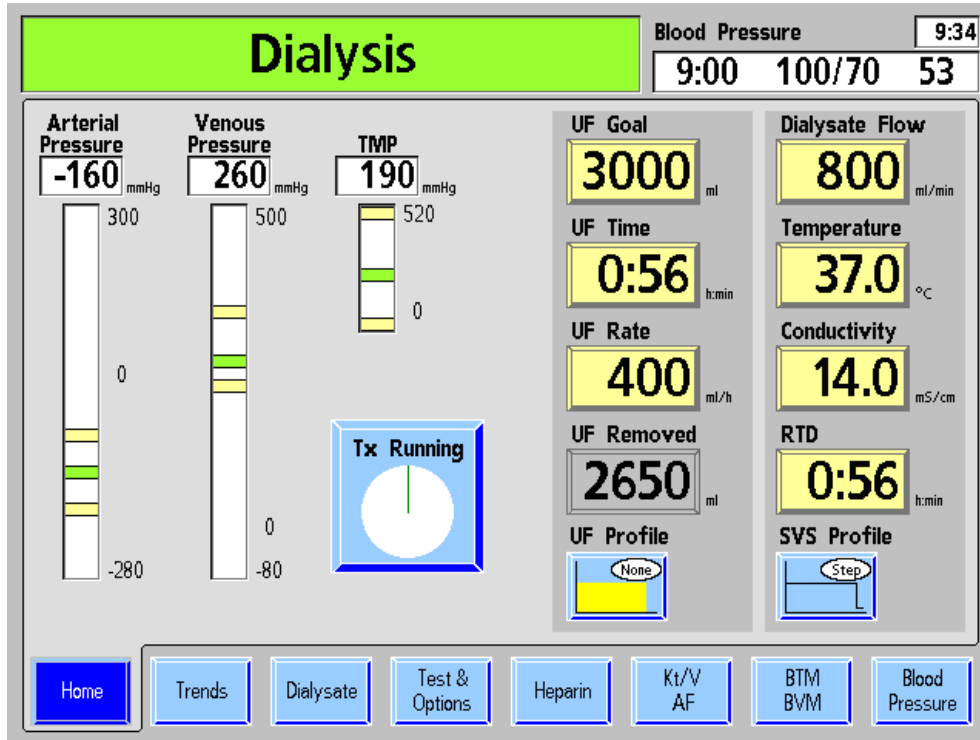 Dialysis
Blood Pressure 9:34
9:00 100/70 53
Arterial Pressure
-160 mmHg
300
0
-280
Venous Pressure
260 mmHg
500
0
-80
TMP
190 mmHg
520
0
Tx Running
UF Goal
3000 ml
UF Time
0:56 h:min
UF Rate
400 ml/h
UF Removed
2650 ml
UF Profile
None
Dialysate Flow
800 ml/min
Temperature
37.0 °C
Conductivity
14.0 mS/cm
RTD
0:56 h:min
SVS Profile
Step
Home
Trends
Dialysate
Test & Options
Heparin
Kt/V AF
BTM BVM
Blood Pressure